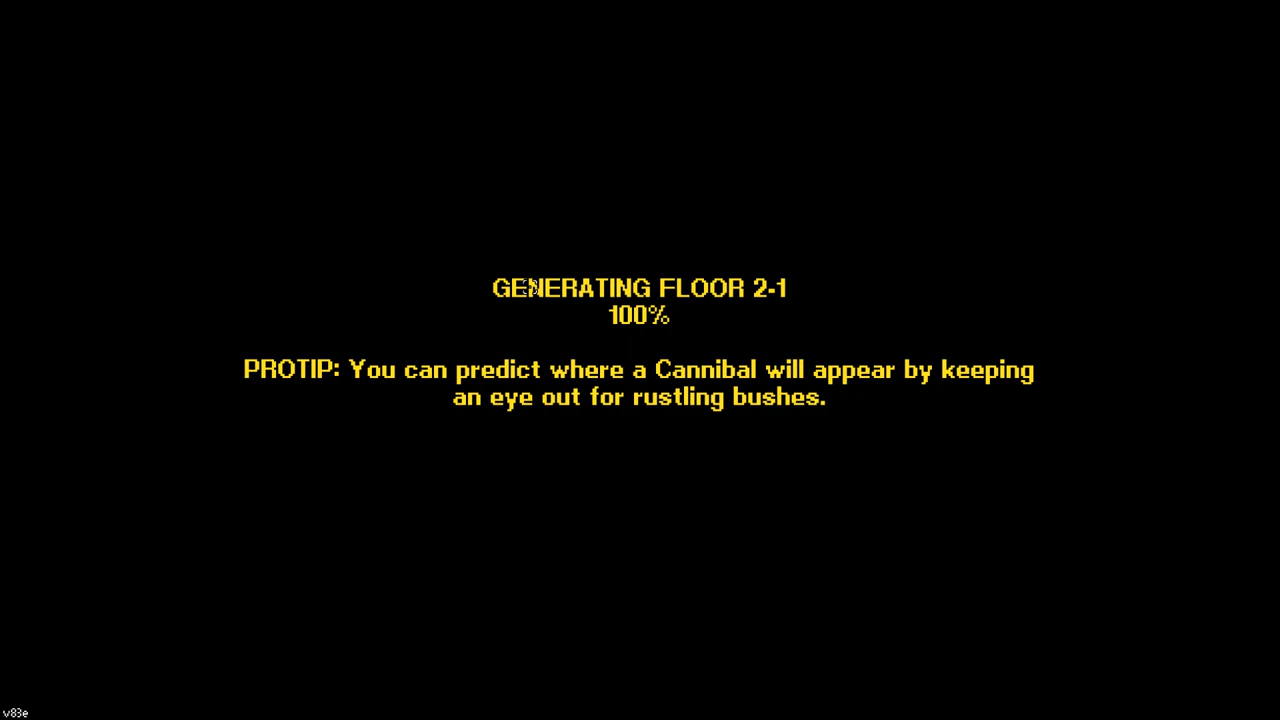 GENERATING FLOOR 2-1
100%
PROTIP: You can predict where a Cannibal will appear by keeping
an eye out for rustling bushes.
v83e